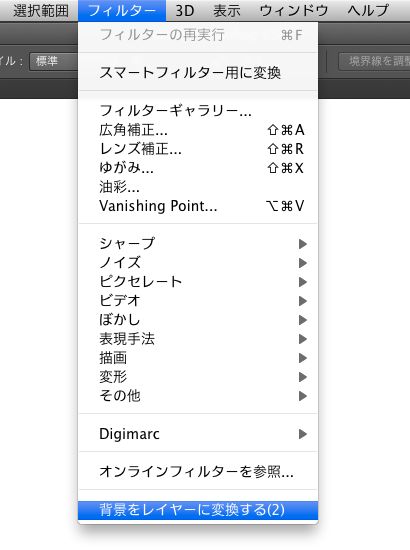 選択範囲 フィルター 3D 表示 ウィンドウ ヘルプ
フィルターの再実行 ⌘F
イル： 標準 境界線を調整
スマートフィルター用に変換
フィルターギャラリー...
広角補正... ⇧⌘A
レンズ補正... ⇧⌘R
ゆがみ... ⇧⌘X
油彩...
Vanishing Point... ⌥⌘V
シャープ
ノイズ
ピクセレート
ビデオ
ぼかし
表現手法
描画
変形
その他
Digimarc
オンラインフィルターを参照...
背景をレイヤーに変換する(2)